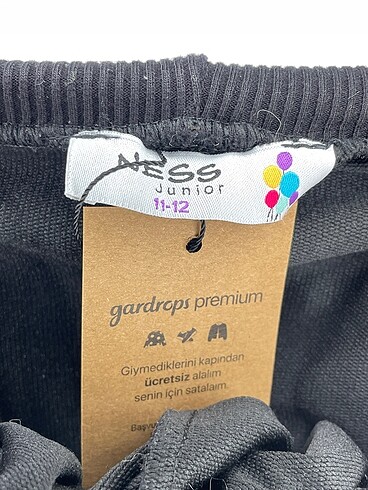 NESS
Junior
11-12
gardrops premium
Giymediklerini kapından
ücretsiz alalım
senin için satalım.